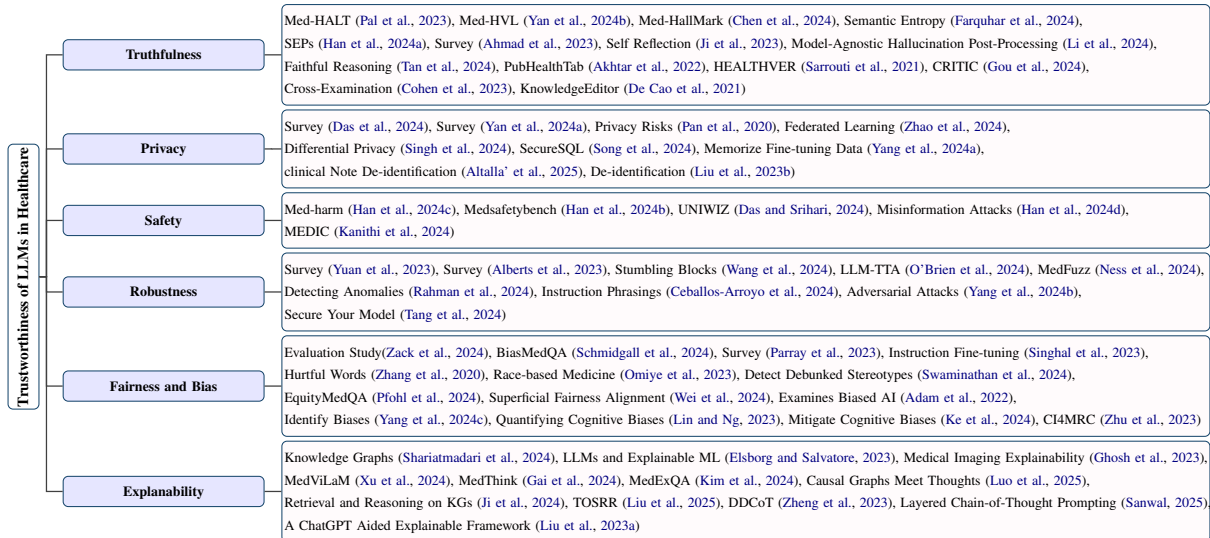 Trustworthiness of LLMs in Healthcare
Truthfulness
Med-HALT (Pal et al., 2023), Med-HVL (Yan et al., 2024b), Med-HallMark (Chen et al., 2024), Semantic Entropy (Farquhar et al., 2024),
SEPs (Han et al., 2024a), Survey (Ahmad et al., 2023), Self Reflection (Ji et al., 2023), Model-Agnostic Hallucination Post-Processing (Li et al., 2024),
Faithful Reasoning (Tan et al., 2024), PubHealthTab (Akhtar et al., 2022), HEALTHVER (Sarrouti et al., 2021), CRITIC (Gou et al., 2024),
Cross-Examination (Cohen et al., 2023), KnowledgeEditor (De Cao et al., 2021)
Privacy
Survey (Das et al., 2024), Survey (Yan et al., 2024a), Privacy Risks (Pan et al., 2020), Federated Learning (Zhao et al., 2024),
Differential Privacy (Singh et al., 2024), SecureSQL (Song et al., 2024), Memorize Fine-tuning Data (Yang et al., 2024a),
clinical Note De-identification (Altalla' et al., 2025), De-identification (Liu et al., 2023b)
Safety
Med-harm (Han et al., 2024c), Medsafetybench (Han et al., 2024b), UNIWIZ (Das and Srihari, 2024), Misinformation Attacks (Han et al., 2024d),
MEDIC (Kanithi et al., 2024)
Robustness
Survey (Yuan et al., 2023), Survey (Alberts et al., 2023), Stumbling Blocks (Wang et al., 2024), LLM-TTA (O'Brien et al., 2024), MedFuzz (Ness et al., 2024),
Detecting Anomalies (Rahman et al., 2024), Instruction Phrasings (Ceballos-Arroyo et al., 2024), Adversarial Attacks (Yang et al., 2024b),
Secure Your Model (Tang et al., 2024)
Fairness and Bias
Evaluation Study(Zack et al., 2024), BiasMedQA (Schmidgall et al., 2024), Survey (Parray et al., 2023), Instruction Fine-tuning (Singhal et al., 2023),
Hurtful Words (Zhang et al., 2020), Race-based Medicine (Omiye et al., 2023), Detect Debunked Stereotypes (Swaminathan et al., 2024),
EquityMedQA (Pfohl et al., 2024), Superficial Fairness Alignment (Wei et al., 2024), Examines Biased AI (Adam et al., 2022),
Identify Biases (Yang et al., 2024c), Quantifying Cognitive Biases (Lin and Ng, 2023), Mitigate Cognitive Biases (Ke et al., 2024), CI4MRC (Zhu et al., 2023)
Explanability
Knowledge Graphs (Shariatmadari et al., 2024), LLMs and Explainable ML (Elsborg and Salvatore, 2023), Medical Imaging Explainability (Ghosh et al., 2023),
MedViLaM (Xu et al., 2024), MedThink (Gai et al., 2024), MedExQA (Kim et al., 2024), Causal Graphs Meet Thoughts (Luo et al., 2025),
Retrieval and Reasoning on KGs (Ji et al., 2024), TOSRR (Liu et al., 2025), DDCoT (Zheng et al., 2023), Layered Chain-of-Thought Prompting (Sanwal, 2025),
A ChatGPT Aided Explainable Framework (Liu et al., 2023a)